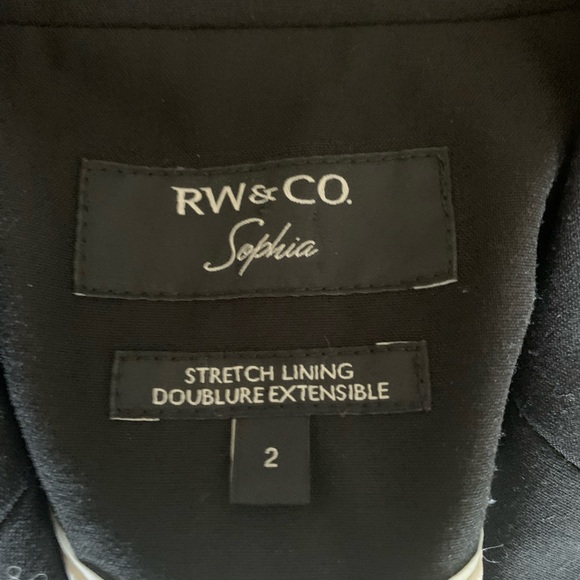 RW&CO.
Sophia
STRETCH LINING
DOUBLURE EXTENSIBLE
2